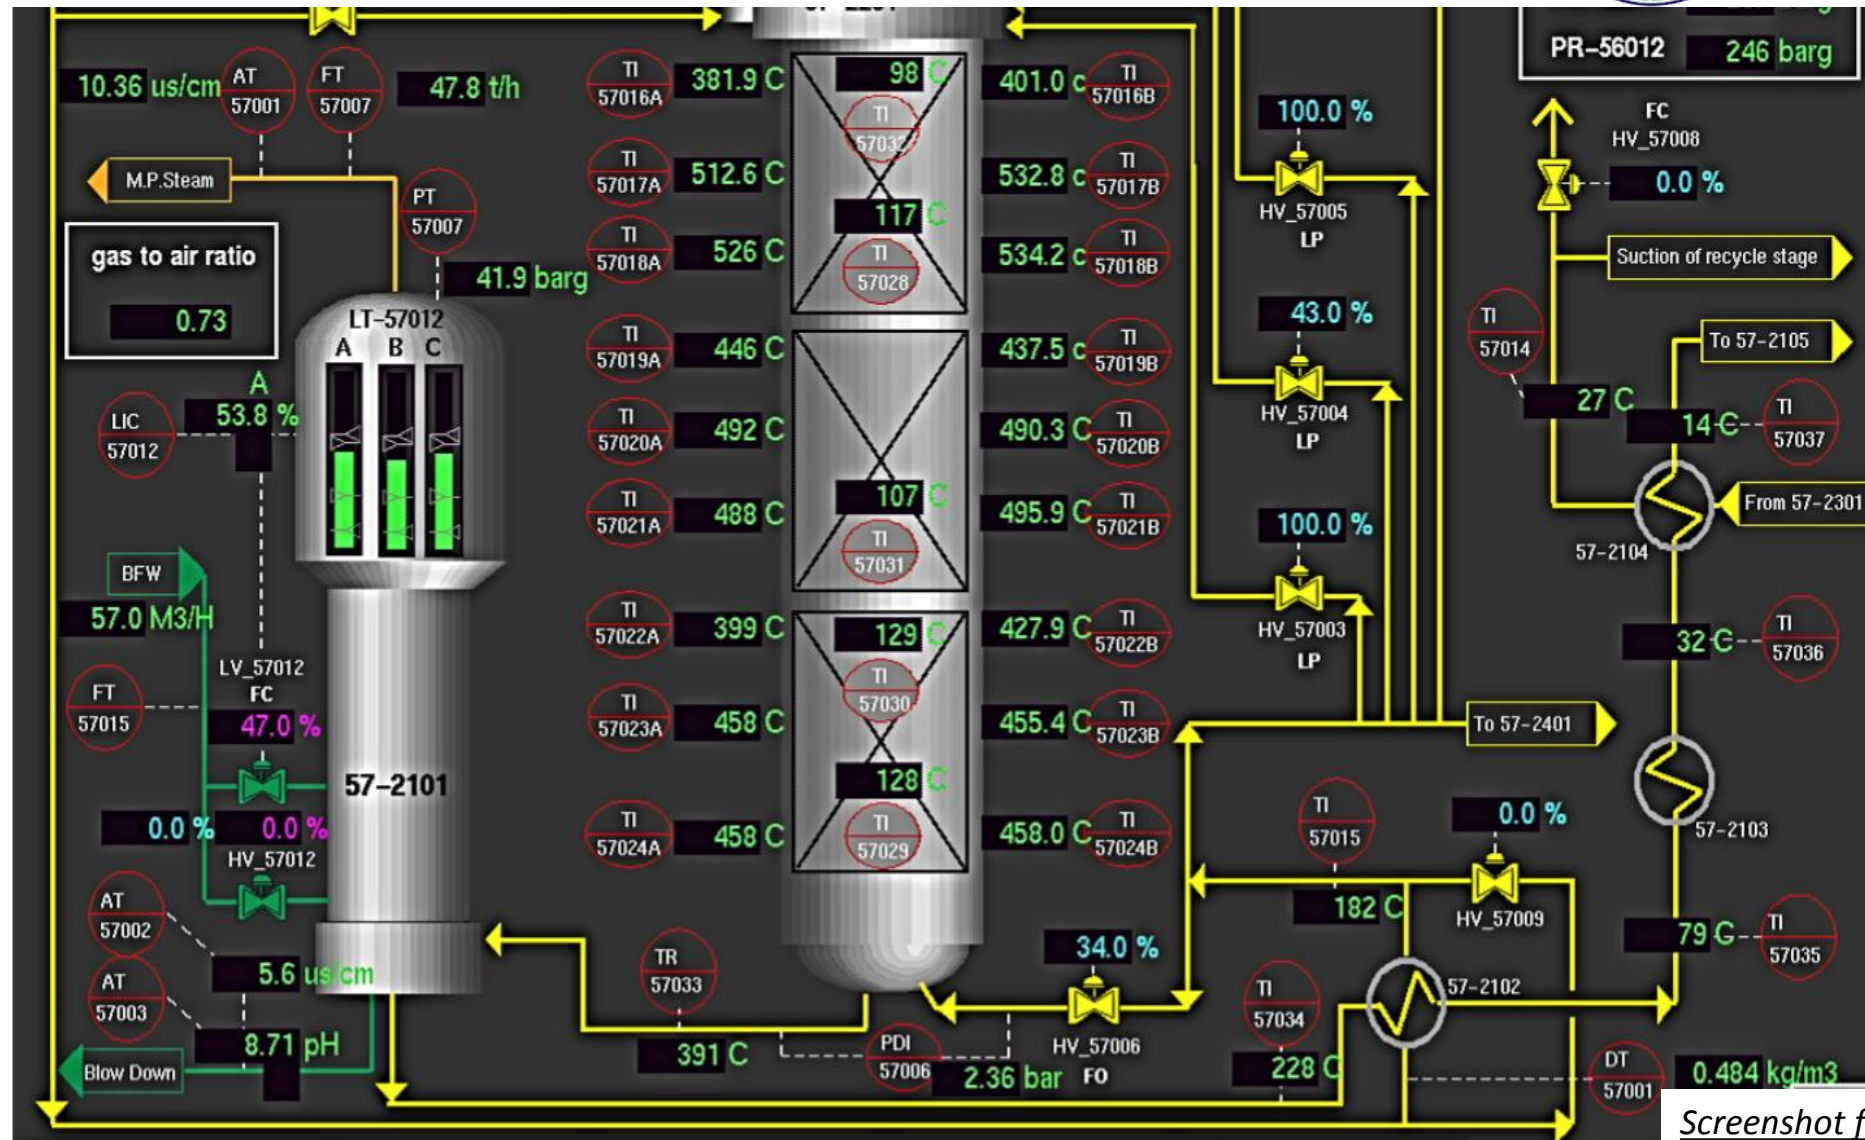 PR-56012 246 barg
10.36 us/cm
AT
57001
FT
57007
47.8 t/h
M.P.Steam
PT
57007
41.9 barg
gas to air ratio
0.73
LT-57012
A B C
A
53.8 %
LIC
57012
BFW
57.0 M3/H
FT
57015
LV_57012
FC
47.0 %
57-2101
0.0 % 0.0 %
HV_57012
AT
57002
5.6 us/cm
AT
57003
8.71 pH
Blow Down
TI
57016A
381.9 C
TI
57017A
512.6 C
TI
57018A
526 C
TI
57019A
446 C
TI
57020A
492 C
TI
57021A
488 C
TI
57022A
399 C
TI
57023A
458 C
TI
57024A
458 C
98 C
TI
57032
117 C
TI
57028
107 C
TI
57031
129 C
TI
57030
128 C
TI
57029
401.0 c
TI
57016B
532.8 c
TI
57017B
534.2 c
TI
57018B
437.5 c
TI
57019B
490.3 C
TI
57020B
495.9 C
TI
57021B
427.9 C
TI
57022B
455.4 C
TI
57023B
458.0 C
TI
57024B
TR
57033
391 C
PDI
57006
2.36 bar
34.0 %
HV_57006
FO
100.0 %
HV_57005
LP
43.0 %
HV_57004
LP
100.0 %
HV_57003
LP
To 57-2401
TI
57015
182 C
0.0 %
HV_57009
TI
57034
228 C
57-2102
DT
57001
0.484 kg/m3
FC
HV_57008
0.0 %
Suction of recycle stage
TI
57014
27 C
To 57-2105
14 C
TI
57037
From 57-2301
57-2104
32 C
TI
57036
57-2103
79 C
TI
57035
Screenshot f